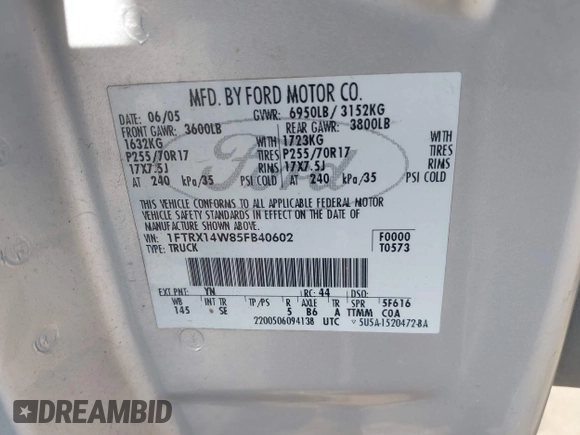 MFD. BY FORD MOTOR CO.
DATE: 06/05 GVWR: 6950LB/ 3152KG
FRONT GAWR: 3600LB REAR GAWR: 3800LB
1632KG WITH 1723KG WITH
P255/70R17 TIRES P255/70R17 TIRES
17X7.5J RIMS 17X7.5J RIMS
AT 240 kPa/35 PSI COLD AT 240 kPa/35 PSI COLD
THIS VEHICLE CONFORMS TO ALL APPLICABLE FEDERAL MOTOR
VEHICLE SAFETY STANDARDS IN EFFECT ON THE DATE OF
MANUFACTURE SHOWN ABOVE.
VIN: 1FTRX14W85FB40602 F0000
TYPE: TRUCK T0573
Ford
EXT PNT: YN RC: 44 DSO:
WB INT TR TP/PS R AXLE TR SPR 5F616
145 SE 5 B6 A TTMM COA
2200506094138 UTC 5U5A-1520472-BA
DREAMBID